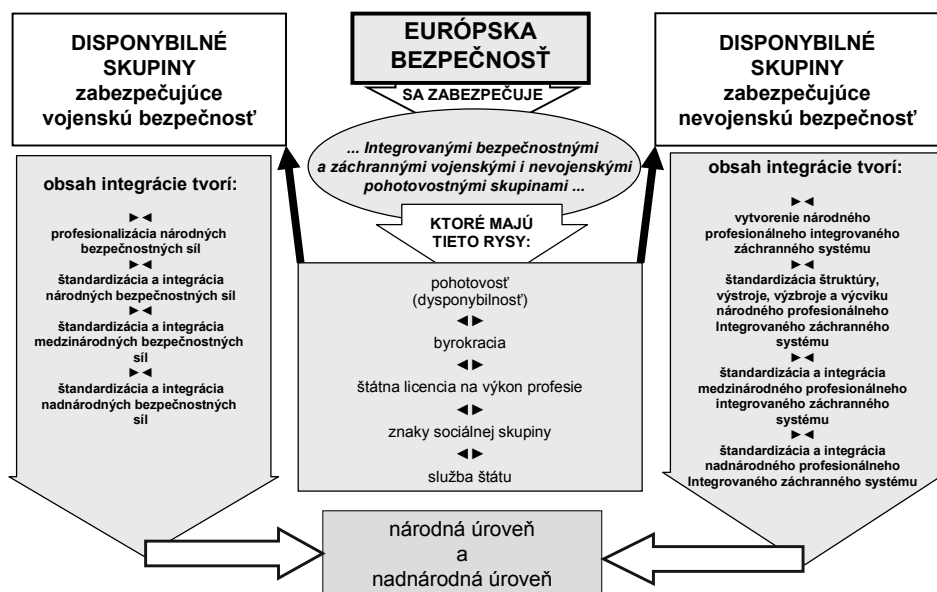 DISPONYBILNÉ
SKUPINY
zabezpečujúce
vojenskú bezpečnosť
obsah integrácie tvorí:
►◄
profesionalizácia národných
bezpečnostných síl
►◄
štandardizácia a integrácia
národných bezpečnostných síl
►◄
štandardizácia a integrácia
medzinárodných bezpečnostných
síl
►◄
štandardizácia a integrácia
nadnárodných bezpečnostných
síl
EURÓPSKA
BEZPEČNOSŤ
SA ZABEZPEČUJE
... Integrovanými bezpečnostnými
a záchrannými vojenskými i nevojenskými
pohotovostnými skupinami ...
KTORÉ MAJÚ
TIETO RYSY:
pohotovosť
(dysponybilnosť)
◄►
byrokracia
◄►
štátna licencia na výkon profesie
◄►
znaky sociálnej skupiny
◄►
služba štátu
DISPONYBILNÉ
SKUPINY
zabezpečujúce
nevojenskú bezpečnosť
obsah integrácie tvorí:
►◄
vytvorenie národného
profesionálneho integrovaného
záchranného systému
►◄
štandardizácia štruktúry,
výstroje, výzbroje a výcviku
národného profesionálneho
Integrovaného záchranného
systému
►◄
štandardizácia a integrácia
medzinárodného profesionálneho
integrovaného záchranného
systému
►◄
štandardizácia a integrácia
nadnárodného profesionálneho
Integrovaného záchranného systému
národná úroveň
a
nadnárodná úroveň